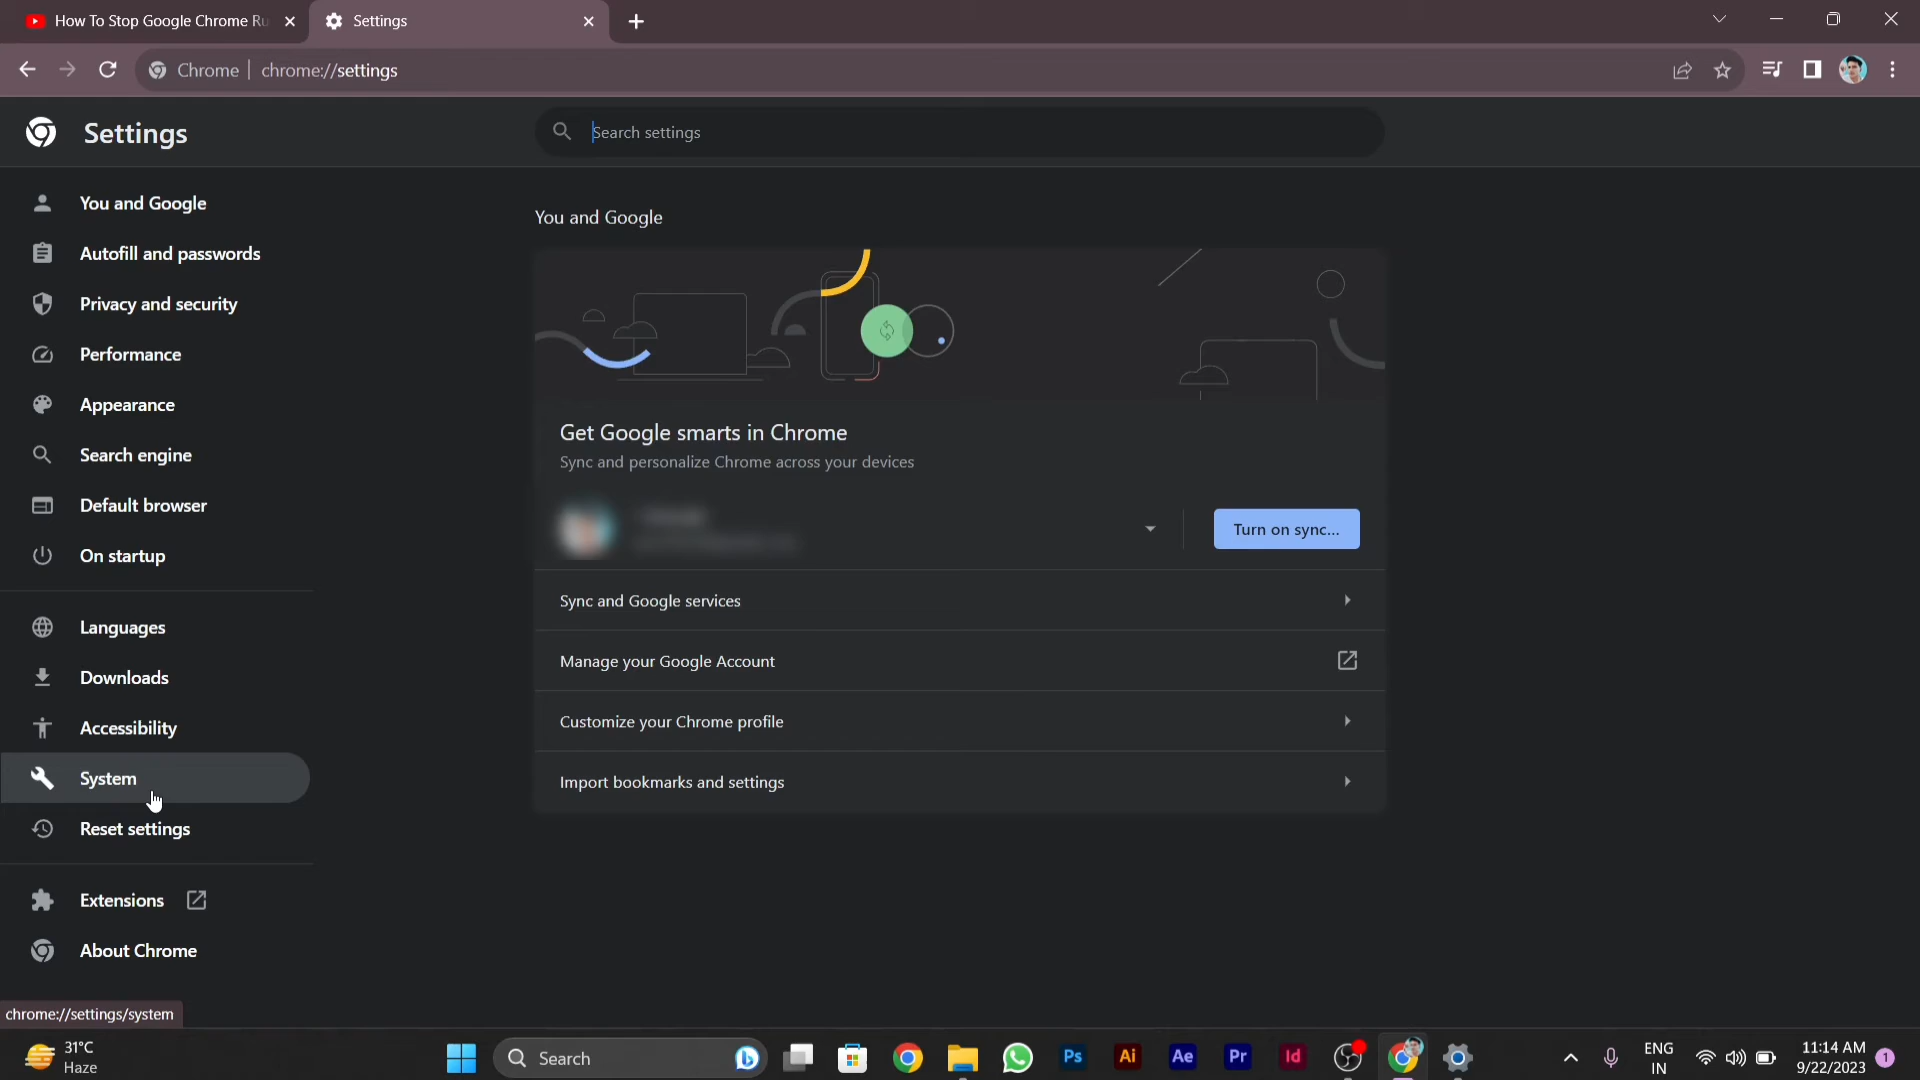 How To Stop Google Chrome Ru
Settings
Chrome
chrome://settings
Settings
Search settings
You and Google
Autofill and passwords
Privacy and security
Performance
Appearance
Search engine
Default browser
On startup
Languages
Downloads
Accessibility
System
Reset settings
Extensions
About Chrome
You and Google
Get Google smarts in Chrome
Sync and personalize Chrome across your devices
Turn on sync...
Sync and Google services
Manage your Google Account
Customize your Chrome profile
Import bookmarks and settings
chrome://settings/system
31°C
Haze
Search
Ps
Ai
Ae
Pr
Id
ENG
IN
11:14 AM
9/22/2023
1